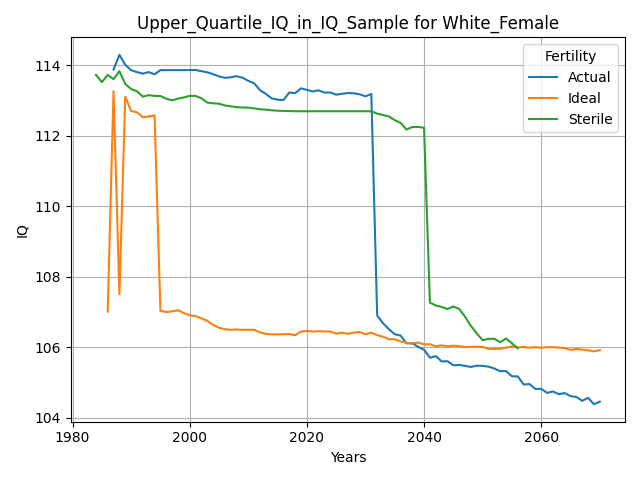 Upper_Quartile_IQ_in_IQ_Sample for White_Female
Fertility
Actual
Ideal
Sterile
IQ
114
112
110
108
106
104
1980
2000
2020
2040
2060
Years